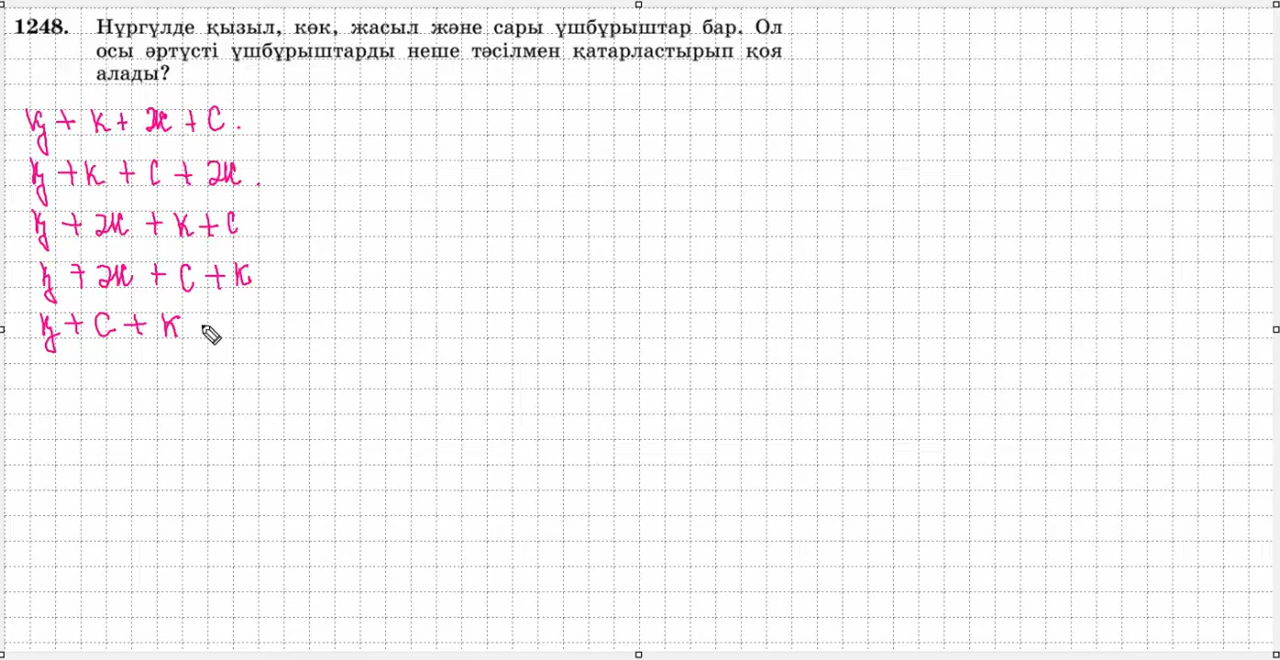 1248. Нұргүлде қызыл, көк, жасыл және сары үшбұрыштар бар. Ол
осы әртүсті үшбұрыштарды неше тәсілмен қатарластырып қоя
алады?
Қ + К + Ж + С .
Қ + К + С + Ж .
Қ + Ж + К + С
Қ + Ж + С + К
Қ + С + К